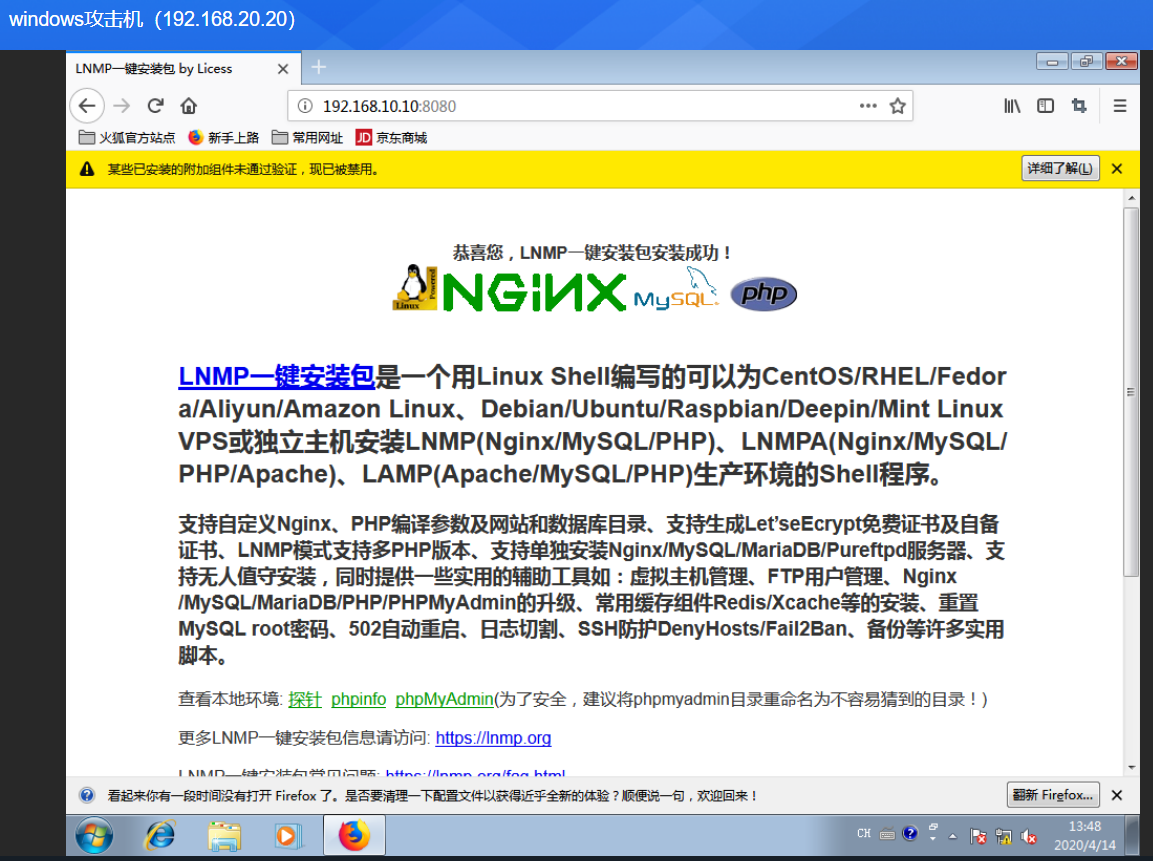 windows攻击机（192.168.20.20）
LNMP一键安装包 by Licess
192.168.10.10:8080
火狐官方站点 新手上路 常用网址 JD 京东商城
某些已安装的附加组件未通过验证，现已被禁用。 详细了解(L)
恭喜您，LNMP一键安装包安装成功！
Linux Powered NGiNX MySQL php
LNMP一键安装包是一个用Linux Shell编写的可以为CentOS/RHEL/Fedor
a/Aliyun/Amazon Linux、Debian/Ubuntu/Raspbian/Deepin/Mint Linux
VPS或独立主机安装LNMP(Nginx/MySQL/PHP)、LNMPA(Nginx/MySQL/
PHP/Apache)、LAMP(Apache/MySQL/PHP)生产环境的Shell程序。
支持自定义Nginx、PHP编译参数及网站和数据库目录、支持生成Let’seEcrypt免费证书及自备
证书、LNMP模式支持多PHP版本、支持单独安装Nginx/MySQL/MariaDB/Pureftpd服务器、支
持无人值守安装，同时提供一些实用的辅助工具如：虚拟主机管理、FTP用户管理、Nginx
/MySQL/MariaDB/PHP/PHPMyAdmin的升级、常用缓存组件Redis/Xcache等的安装、重置
MySQL root密码、502自动重启、日志切割、SSH防护DenyHosts/Fail2Ban、备份等许多实用
脚本。
查看本地环境: 探针 phpinfo phpMyAdmin(为了安全，建议将phpmyadmin目录重命名为不容易猜到的目录！)
更多LNMP一键安装包信息请访问: https://lnmp.org
LNMP一键安装包常见问题: https://lnmp.org/faq.html
看起来你有一段时间没有打开 Firefox 了。是否要清理一下配置文件以获得近乎全新的体验？顺便说一句，欢迎回来！ 翻新 Firefox...
CH 13:48
2020/4/14